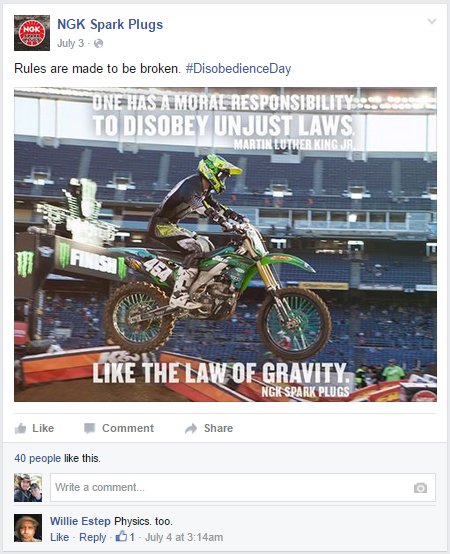 NGK
NGK Spark Plugs
July 3
Rules are made to be broken. #DisobedienceDay
ONE HAS A MORAL RESPONSIBILITY
TO DISOBEY UNJUST LAWS.
MARTIN LUTHER KING JR.
FINISH
LIKE THE LAW OF GRAVITY.
NGK SPARK PLUGS
Like Comment Share
40 people like this.
Write a comment...
Willie Estep Physics. too.
Like · Reply · 1 · July 4 at 3:14am